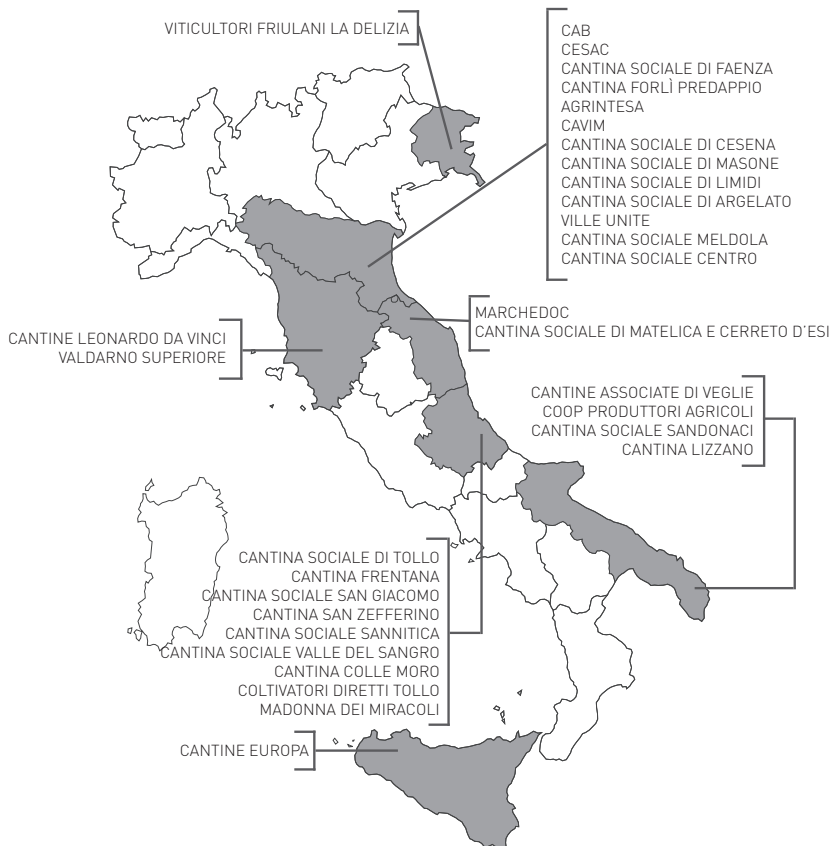 VITICULTORI FRIULANI LA DELIZIA
CAB
CESAC
CANTINA SOCIALE DI FAENZA
CANTINA FORLÌ PREDAPPIO
AGRINTESA
CAVIM
CANTINA SOCIALE DI CESENA
CANTINA SOCIALE DI MASONE
CANTINA SOCIALE DI LIMIDI
CANTINA SOCIALE DI ARGELATO
VILLE UNITE
CANTINA SOCIALE MELDOLA
CANTINA SOCIALE CENTRO
MARCHEDOC
CANTINA SOCIALE DI MATELICA E CERRETO D'ESI
CANTINE LEONARDO DA VINCI
VALDARNO SUPERIORE
CANTINE ASSOCIATE DI VEGLIE
COOP PRODUTTORI AGRICOLI
CANTINA SOCIALE SANDONACI
CANTINA LIZZANO
CANTINA SOCIALE DI TOLLO
CANTINA FRENTANA
CANTINA SOCIALE SAN GIACOMO
CANTINA SAN ZEFFERINO
CANTINA SOCIALE SANNITICA
CANTINA SOCIALE VALLE DEL SANGRO
CANTINA COLLE MORO
COLTIVATORI DIRETTI TOLLO
MADONNA DEI MIRACOLI
CANTINE EUROPA